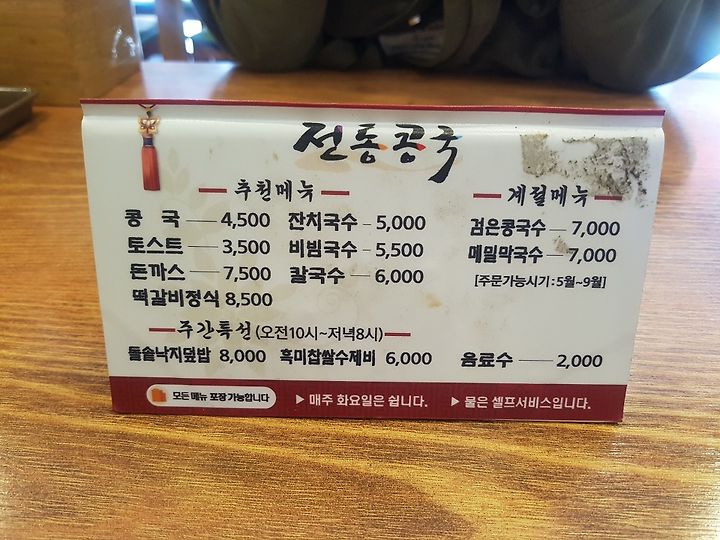 전통콩국
추천메뉴
콩 국 4,500 잔치국수 5,000
토스트 3,500 비빔국수 5,500
돈까스 7,500 칼국수 6,000
떡갈비정식 8,500
계절메뉴
검은콩국수 7,000
메밀막국수 7,000
[주문가능시기:5월~9월]
주간특선 (오전10시~저녁8시)
돌솥낙지덮밥 8,000 흑미찹쌀수제비 6,000 음료수 2,000
모든 메뉴 포장 가능합니다 ▶ 매주 화요일은 쉽니다. ▶ 물은 셀프서비스입니다.